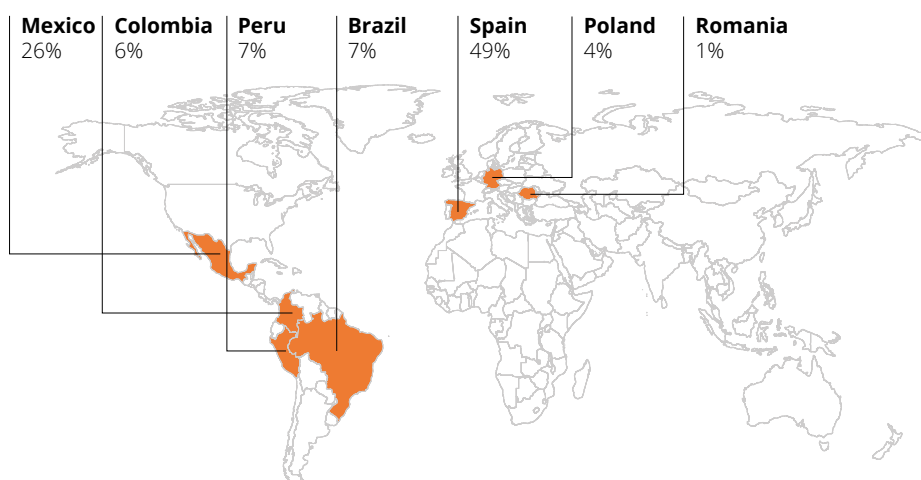 Mexico
26%
Colombia
6%
Peru
7%
Brazil
7%
Spain
49%
Poland
4%
Romania
1%